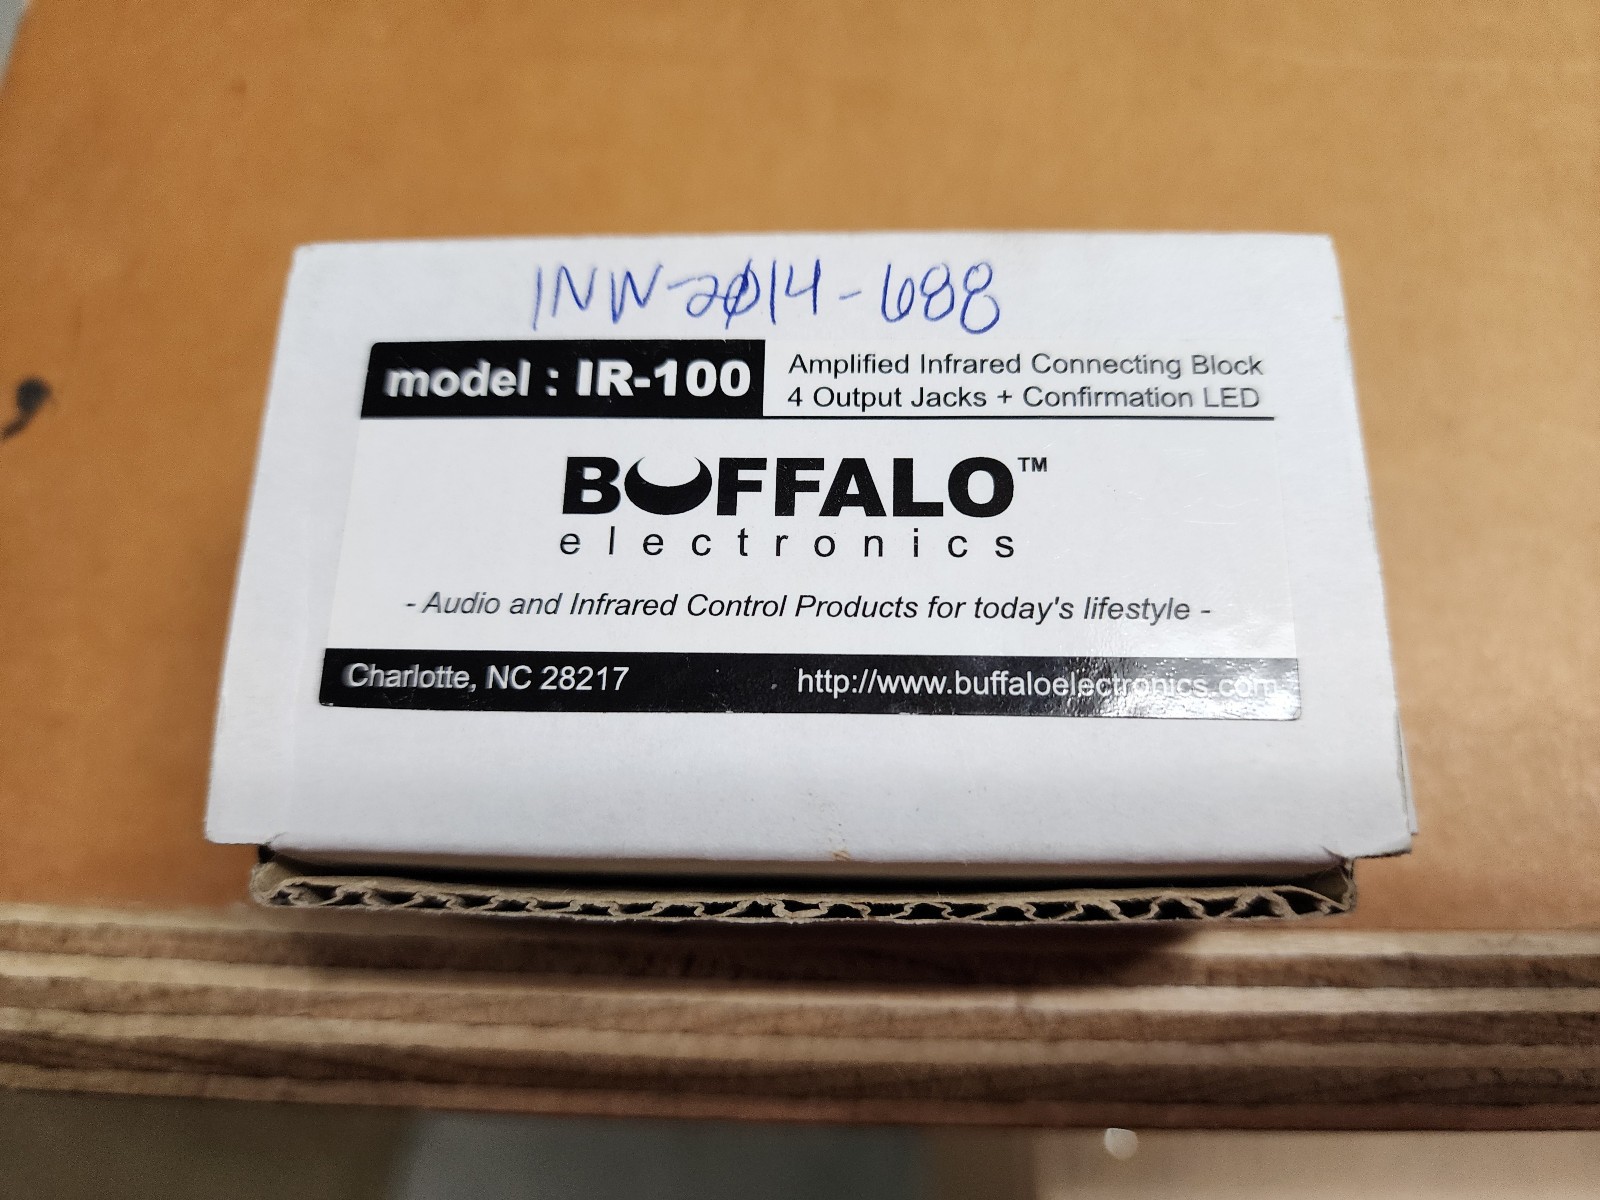 INW-2014-688
model : IR-100
Amplified Infrared Connecting Block
4 Output Jacks + Confirmation LED
BUFFALO™
electronics
- Audio and Infrared Control Products for today's lifestyle -
Charlotte, NC 28217
http://www.buffaloelectronics.com